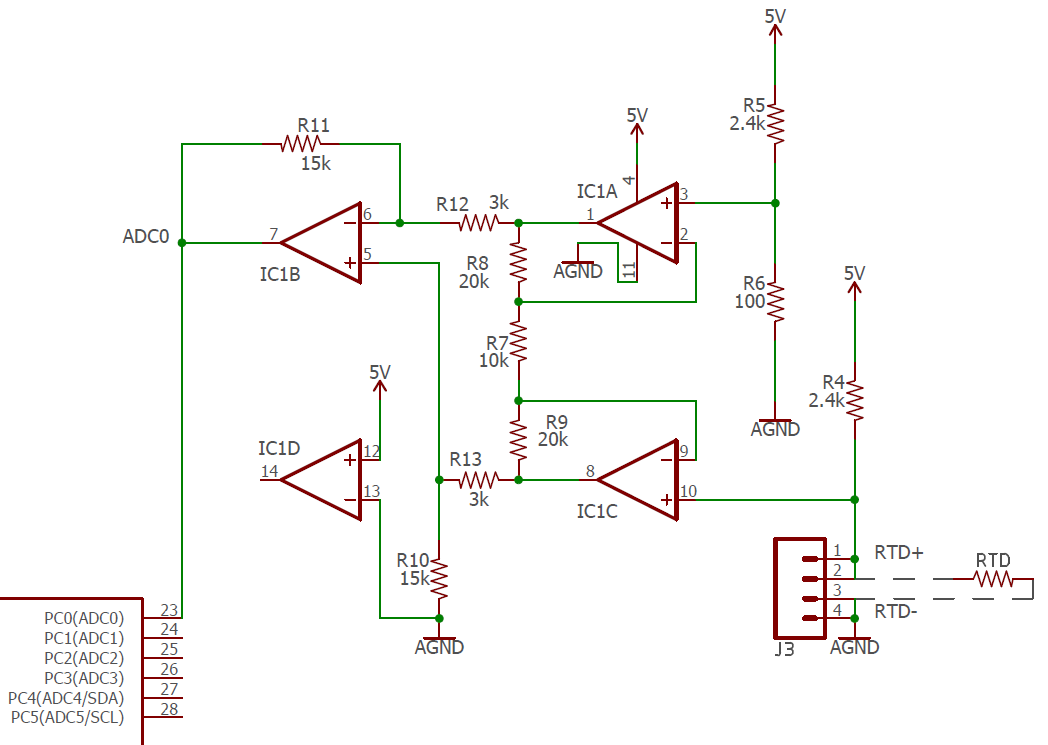 5V
R5
2.4k
5V
R11
15k
4
IC1A
3
R12
3k
1
2
6
7
ADC0
5
IC1B
R8
20k
AGND
11
R6
100
5V
R7
10k
5V
R4
2.4k
AGND
R9
20k
IC1D
12
14
13
R13
3k
8
9
10
IC1C
R10
15k
1
RTD+
RTD
2
3
RTD-
4
J3
AGND
AGND
PC0(ADC0)
23
PC1(ADC1)
24
PC2(ADC2)
25
PC3(ADC3)
26
PC4(ADC4/SDA)
27
PC5(ADC5/SCL)
28